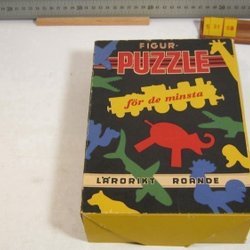 FIGUR-
PUZZLE
för de minsta
LÄRORIKT ROANDE